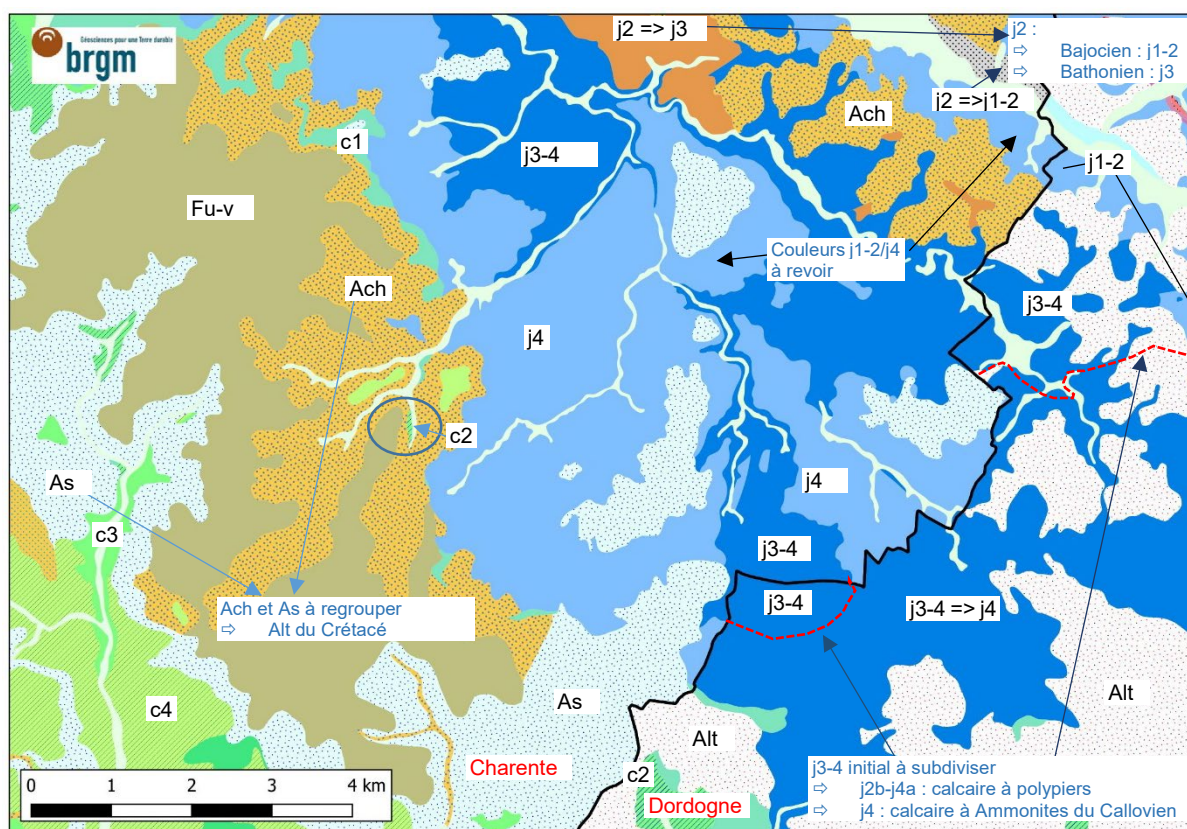 Géosciences pour une Terre durable
brgm
j2 => j3
j2 :
⇨ Bajocien : j1-2
⇨ Bathonien : j3
j2 =>j1-2
Ach
c1
j3-4
j1-2
Fu-v
Couleurs j1-2/j4
à revoir
Ach
j3-4
j4
c2
As
j4
c3
j3-4
Ach et As à regrouper
⇨ Alt du Crétacé
j3-4
j3-4 => j4
As
Alt
c4
Alt
Charente
j3-4 initial à subdiviser
⇨ j2b-j4a : calcaire à polypiers
⇨ j4 : calcaire à Ammonites du Callovien
c2
Dordogne
0 1 2 3 4 km